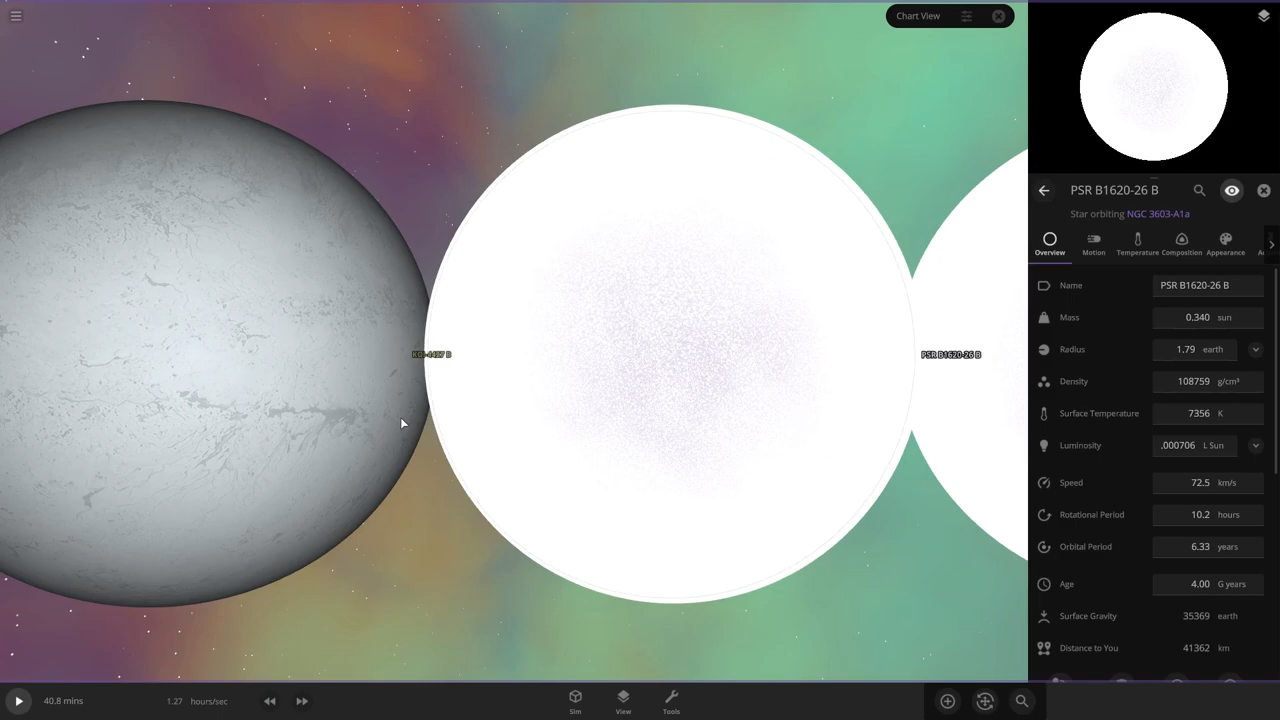 Chart View
PSR B1620-26 B
Star orbiting NGC 3603-A1a
Overview
Motion
Temperature
Composition
Appearance
Name
PSR B1620-26 B
Mass
0.340 sun
Radius
1.79 earth
Density
108759 g/cm³
Surface Temperature
7356 K
Luminosity
.000706 L Sun
Speed
72.5 km/s
Rotational Period
10.2 hours
Orbital Period
6.33 years
Age
4.00 G years
Surface Gravity
35369 earth
Distance to You
41362 km
PSR B1620-26 B
40.8 mins
1.27 hours/sec
Sim
View
Tools